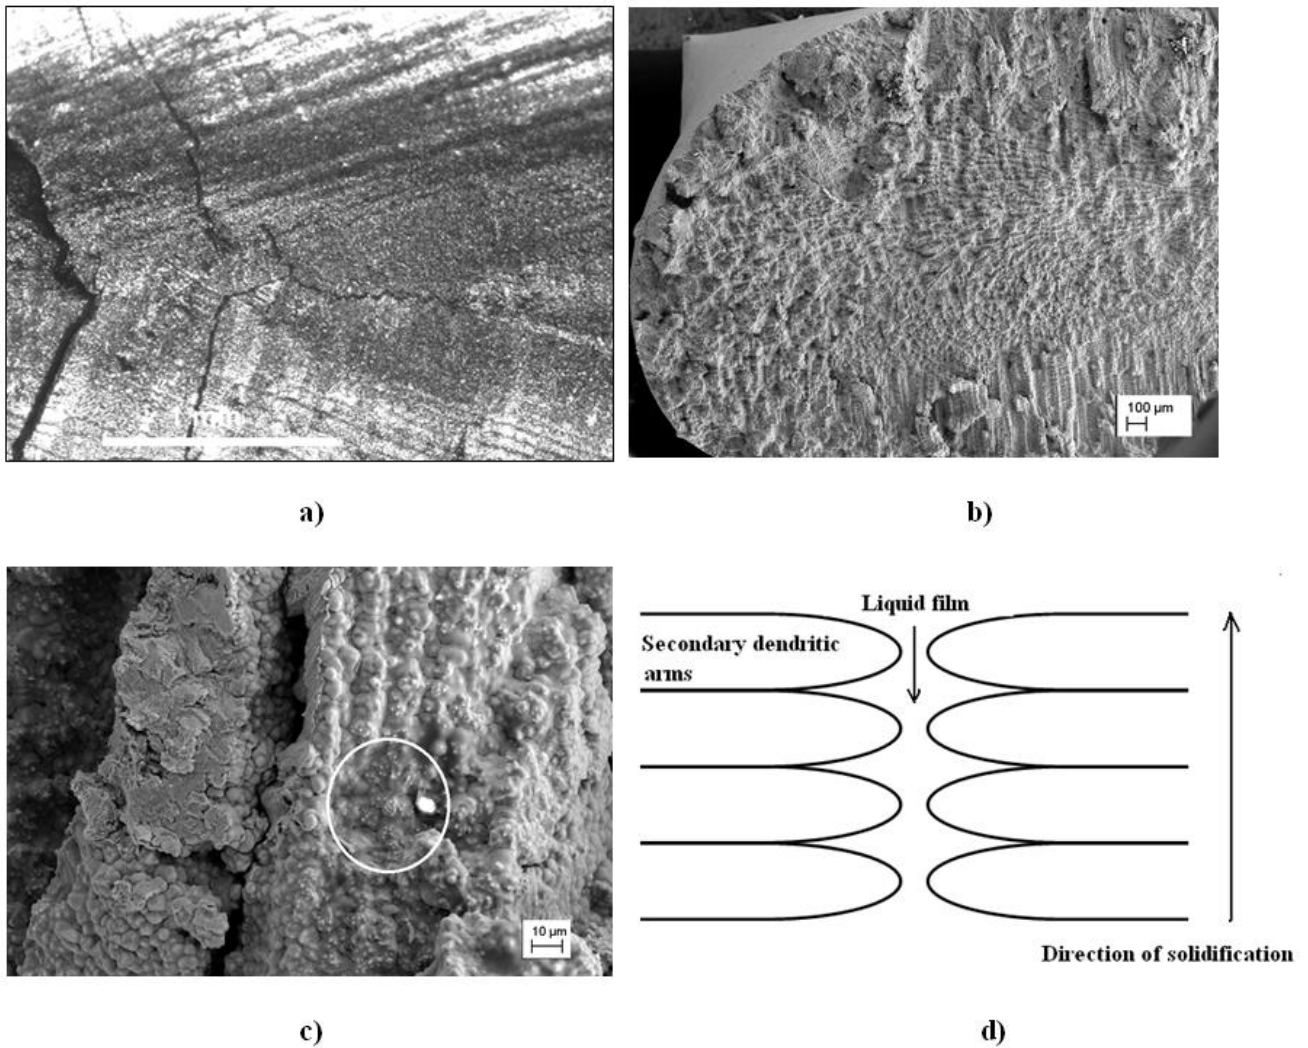 100 µm
a)
b)
10 µm
Liquid film
Secondary dendritic
arms
Direction of solidification
c)
d)